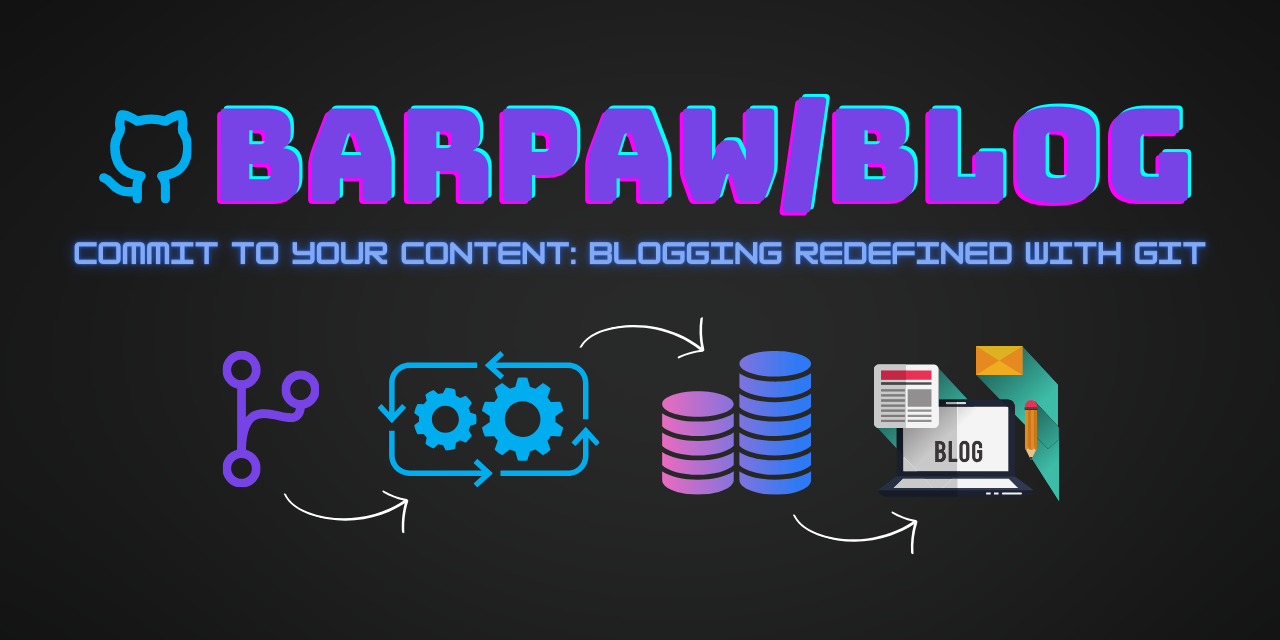 BARPAW/BLOG
COMMIT TO YOUR CONTENT: BLOGGING REDEFINED WITH GIT
BLOG